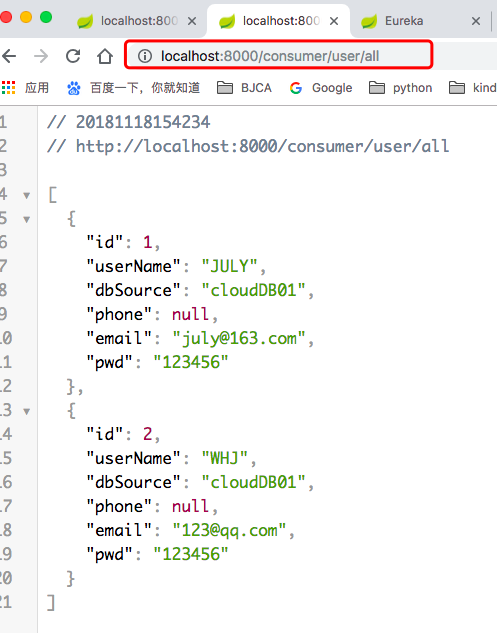 localhost:800
localhost:800
Eureka
localhost:8000/consumer/user/all
应用
百度一下，你就知道
BJCA
Google
python
kind
1 // 20181118154234
2 // http://localhost:8000/consumer/user/all
3
4 [
5 {
6 "id": 1,
7 "userName": "JULY",
8 "dbSource": "cloudDB01",
9 "phone": null,
10 "email": "july@163.com",
11 "pwd": "123456"
12 },
13 {
14 "id": 2,
15 "userName": "WHJ",
16 "dbSource": "cloudDB01",
17 "phone": null,
18 "email": "123@qq.com",
19 "pwd": "123456"
20 }
21 ]